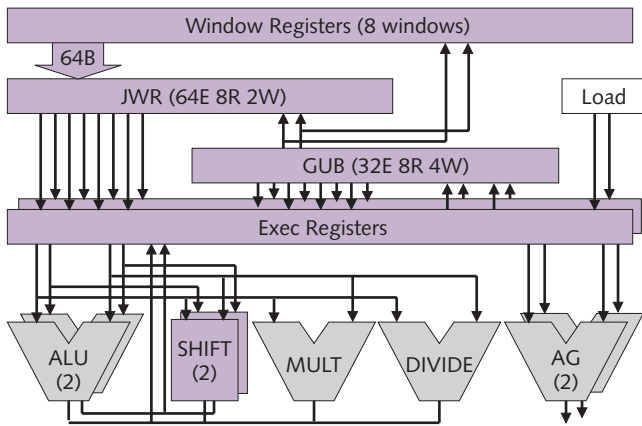 Window Registers (8 windows)
64B
JWR (64E 8R 2W)
Load
GUB (32E 8R 4W)
Exec Registers
ALU
(2)
SHIFT
(2)
MULT
DIVIDE
AG
(2)